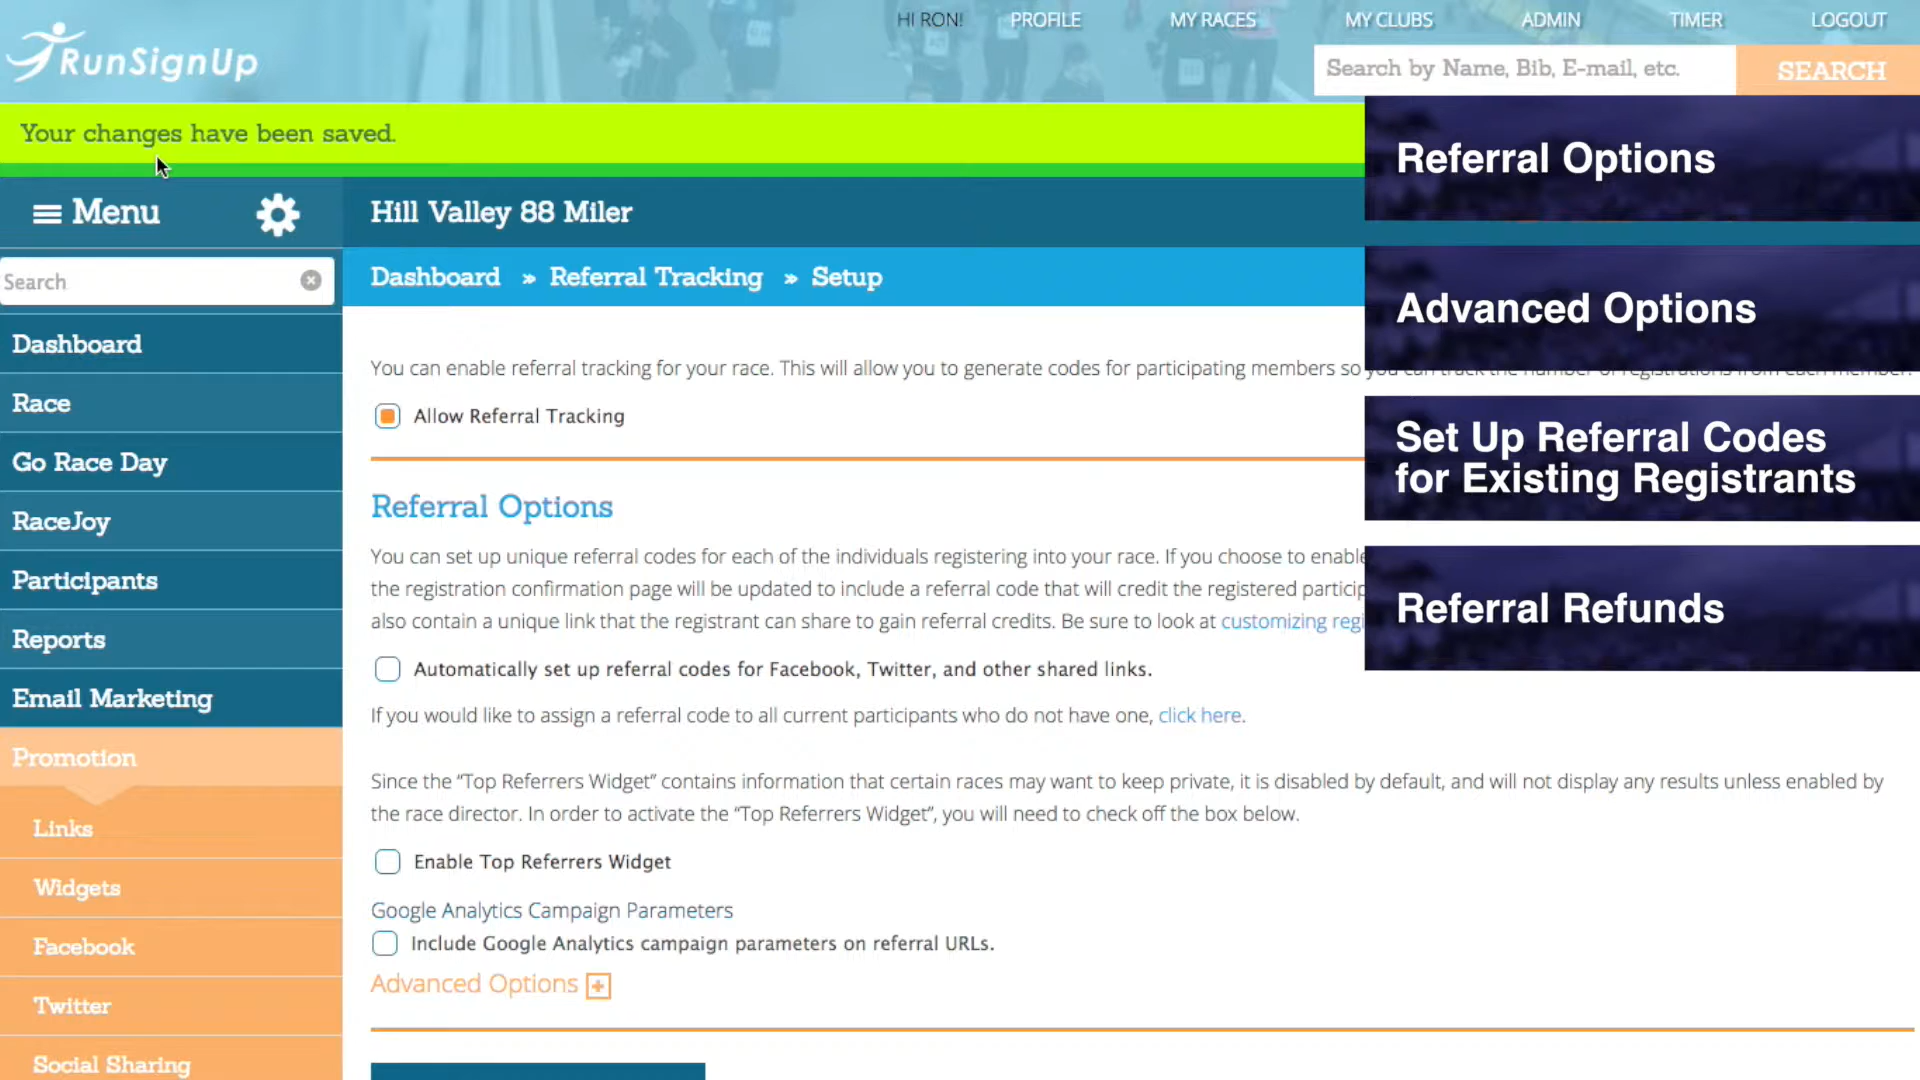 HI RON! PROFILE MY RACES MY CLUBS ADMIN TIMER LOGOUT
RunSignUp
Search by Name, Bib, E-mail, etc. SEARCH
Your changes have been saved.
Menu
Hill Valley 88 Miler
Search
Dashboard » Referral Tracking » Setup
Dashboard
Race
Go Race Day
RaceJoy
Participants
Reports
Email Marketing
Promotion
Links
Widgets
Facebook
Twitter
Social Sharing
You can enable referral tracking for your race. This will allow you to generate codes for participating members so you can track the number of registrations from each member.
Allow Referral Tracking
Referral Options
You can set up unique referral codes for each of the individuals registering into your race. If you choose to enable
the registration confirmation page will be updated to include a referral code that will credit the registered particip
also contain a unique link that the registrant can share to gain referral credits. Be sure to look at customizing regi
Automatically set up referral codes for Facebook, Twitter, and other shared links.
If you would like to assign a referral code to all current participants who do not have one, click here.
Since the “Top Referrers Widget” contains information that certain races may want to keep private, it is disabled by default, and will not display any results unless enabled by
the race director. In order to activate the “Top Referrers Widget”, you will need to check off the box below.
Enable Top Referrers Widget
Google Analytics Campaign Parameters
Include Google Analytics campaign parameters on referral URLs.
Advanced Options
Referral Options
Advanced Options
Set Up Referral Codes
for Existing Registrants
Referral Refunds